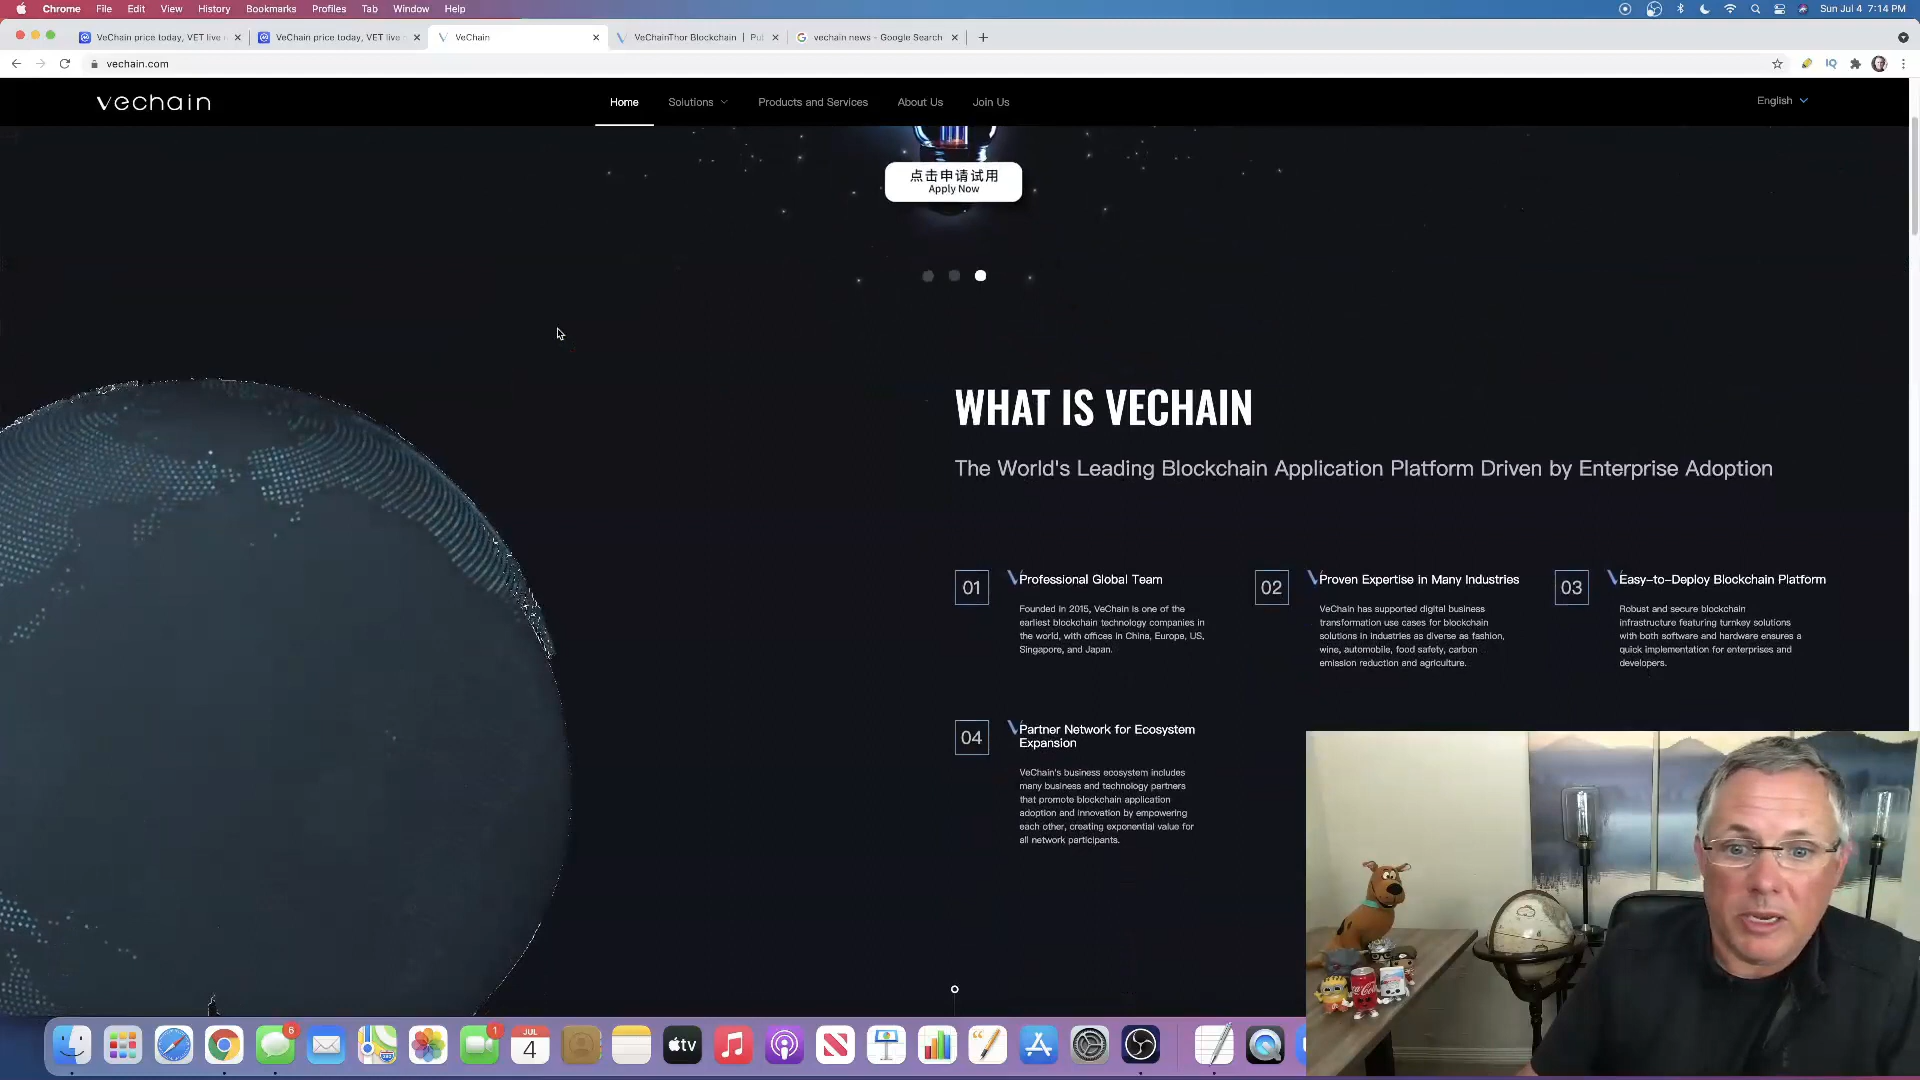 Chrome File Edit View History Bookmarks Profiles Tab Window Help
Sun Jul 4 7:14 PM
VeChain price today, VET live
VeChain price today, VET live
VeChain
VeChainThor Blockchain | Pul
vechain news - Google Search
vechain.com
IQ
vechain
Home
Solutions
Products and Services
About Us
Join Us
English
点击申请试用
Apply Now
WHAT IS VECHAIN
The World's Leading Blockchain Application Platform Driven by Enterprise Adoption
01
Professional Global Team
Founded in 2015, VeChain is one of the
earliest blockchain technology companies in
the world, with offices in China, Europe, US,
Singapore, and Japan.
02
Proven Expertise in Many Industries
VeChain has supported digital business
transformation use cases for blockchain
solutions in industries as diverse as fashion,
wine, automobile, food safety, carbon
emission reduction and agriculture.
03
Easy-to-Deploy Blockchain Platform
Robust and secure blockchain
infrastructure featuring turnkey solutions
with both software and hardware ensures a
quick implementation for enterprises and
developers.
04
Partner Network for Ecosystem
Expansion
VeChain's business ecosystem includes
many business and technology partners
that promote blockchain application
adoption and innovation by empowering
each other, creating exponential value for
all network participants.
6
1
JUL
4
tv